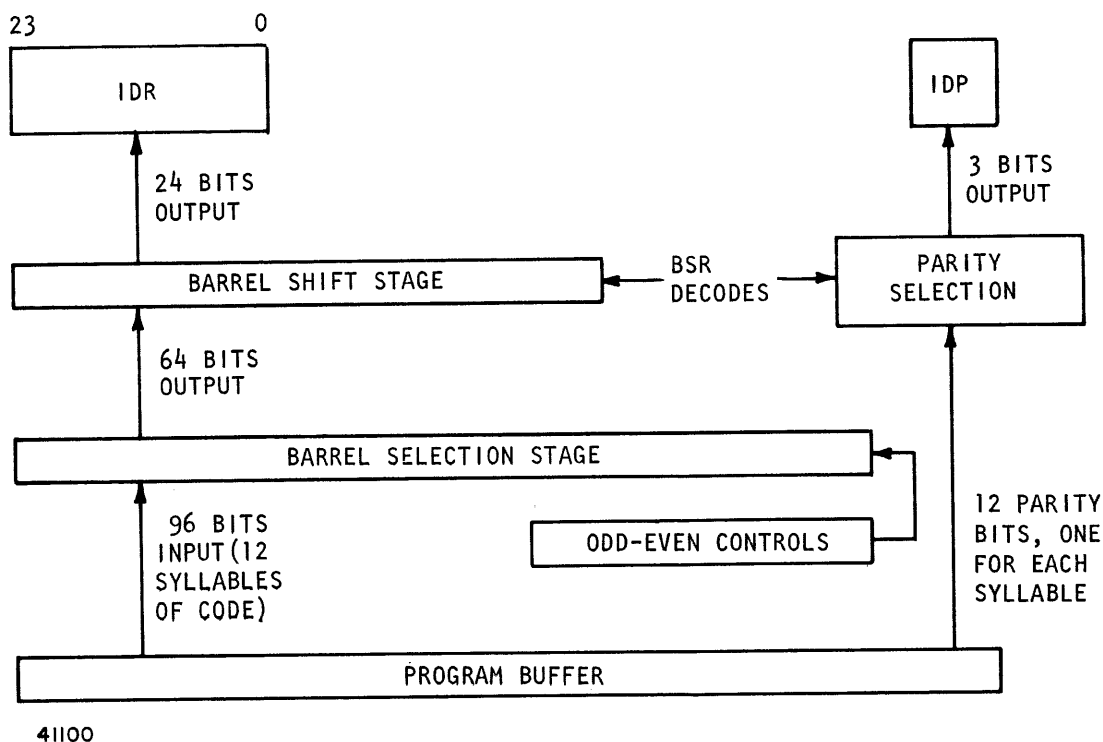 23 0
IDR
IDP
24 BITS
OUTPUT
3 BITS
OUTPUT
BARREL SHIFT STAGE
BSR
DECODES
PARITY
SELECTION
64 BITS
OUTPUT
BARREL SELECTION STAGE
96 BITS
INPUT(12
SYLLABLES
OF CODE)
ODD-EVEN CONTROLS
12 PARITY
BITS, ONE
FOR EACH
SYLLABLE
PROGRAM BUFFER
41100